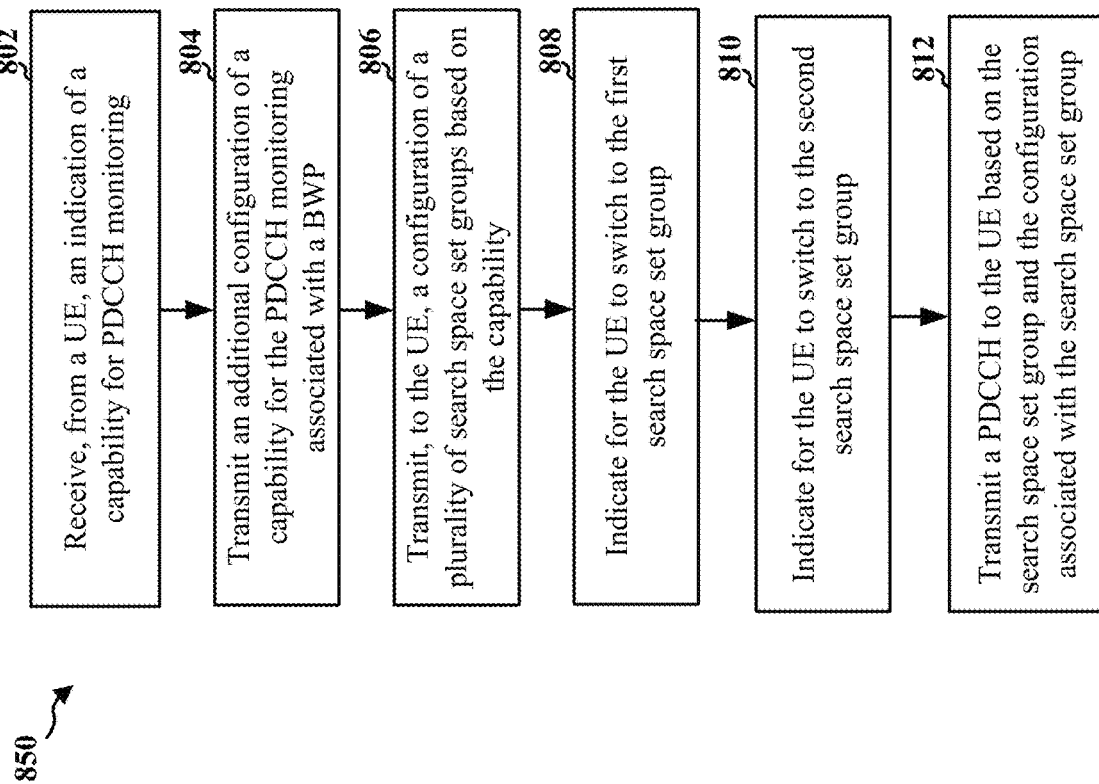 850
802
Receive, from a UE, an indication of a
capability for PDCCH monitoring
804
Transmit an additional configuration of a
capability for the PDCCH monitoring
associated with a BWP
806
Transmit, to the UE, a configuration of a
plurality of search space set groups based on
the capability
808
Indicate for the UE to switch to the first
search space set group
810
Indicate for the UE to switch to the second
search space set group
812
Transmit a PDCCH to the UE based on the
search space set group and the configuration
associated with the search space set group